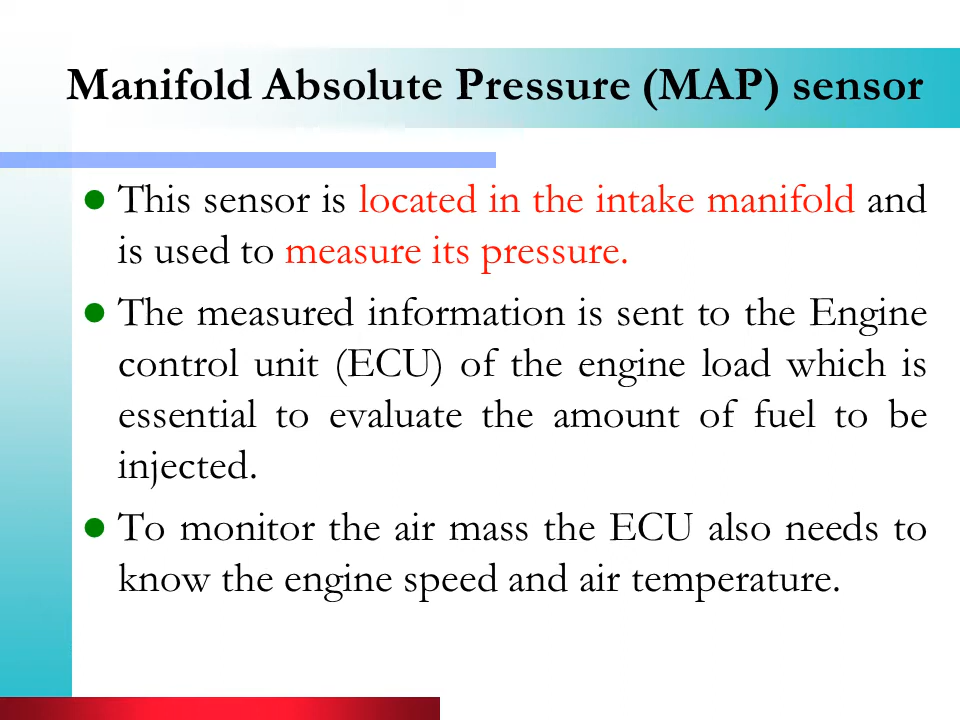 Manifold Absolute Pressure (MAP) sensor
This sensor is located in the intake manifold and
is used to measure its pressure.
The measured information is sent to the Engine
control unit (ECU) of the engine load which is
essential to evaluate the amount of fuel to be
injected.
To monitor the air mass the ECU also needs to
know the engine speed and air temperature.